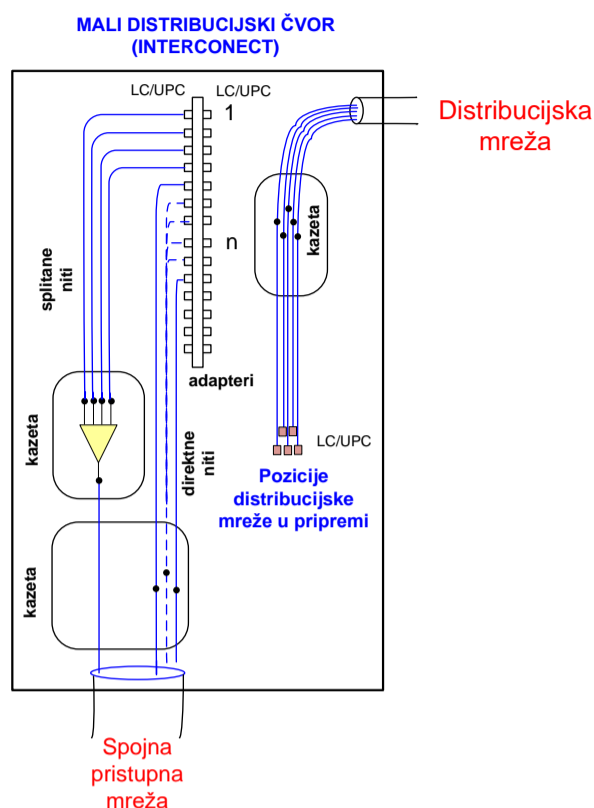 MALI DISTRIBUCIJSKI ČVOR
(INTERCONECT)
LC/UPC
LC/UPC
1
Distribucijska
mreža
kazeta
n
splitane
niti
adapteri
kazeta
direktne
niti
LC/UPC
Pozicije
distribucijske
mreže u pripremi
kazeta
Spojna
pristupna
mreža